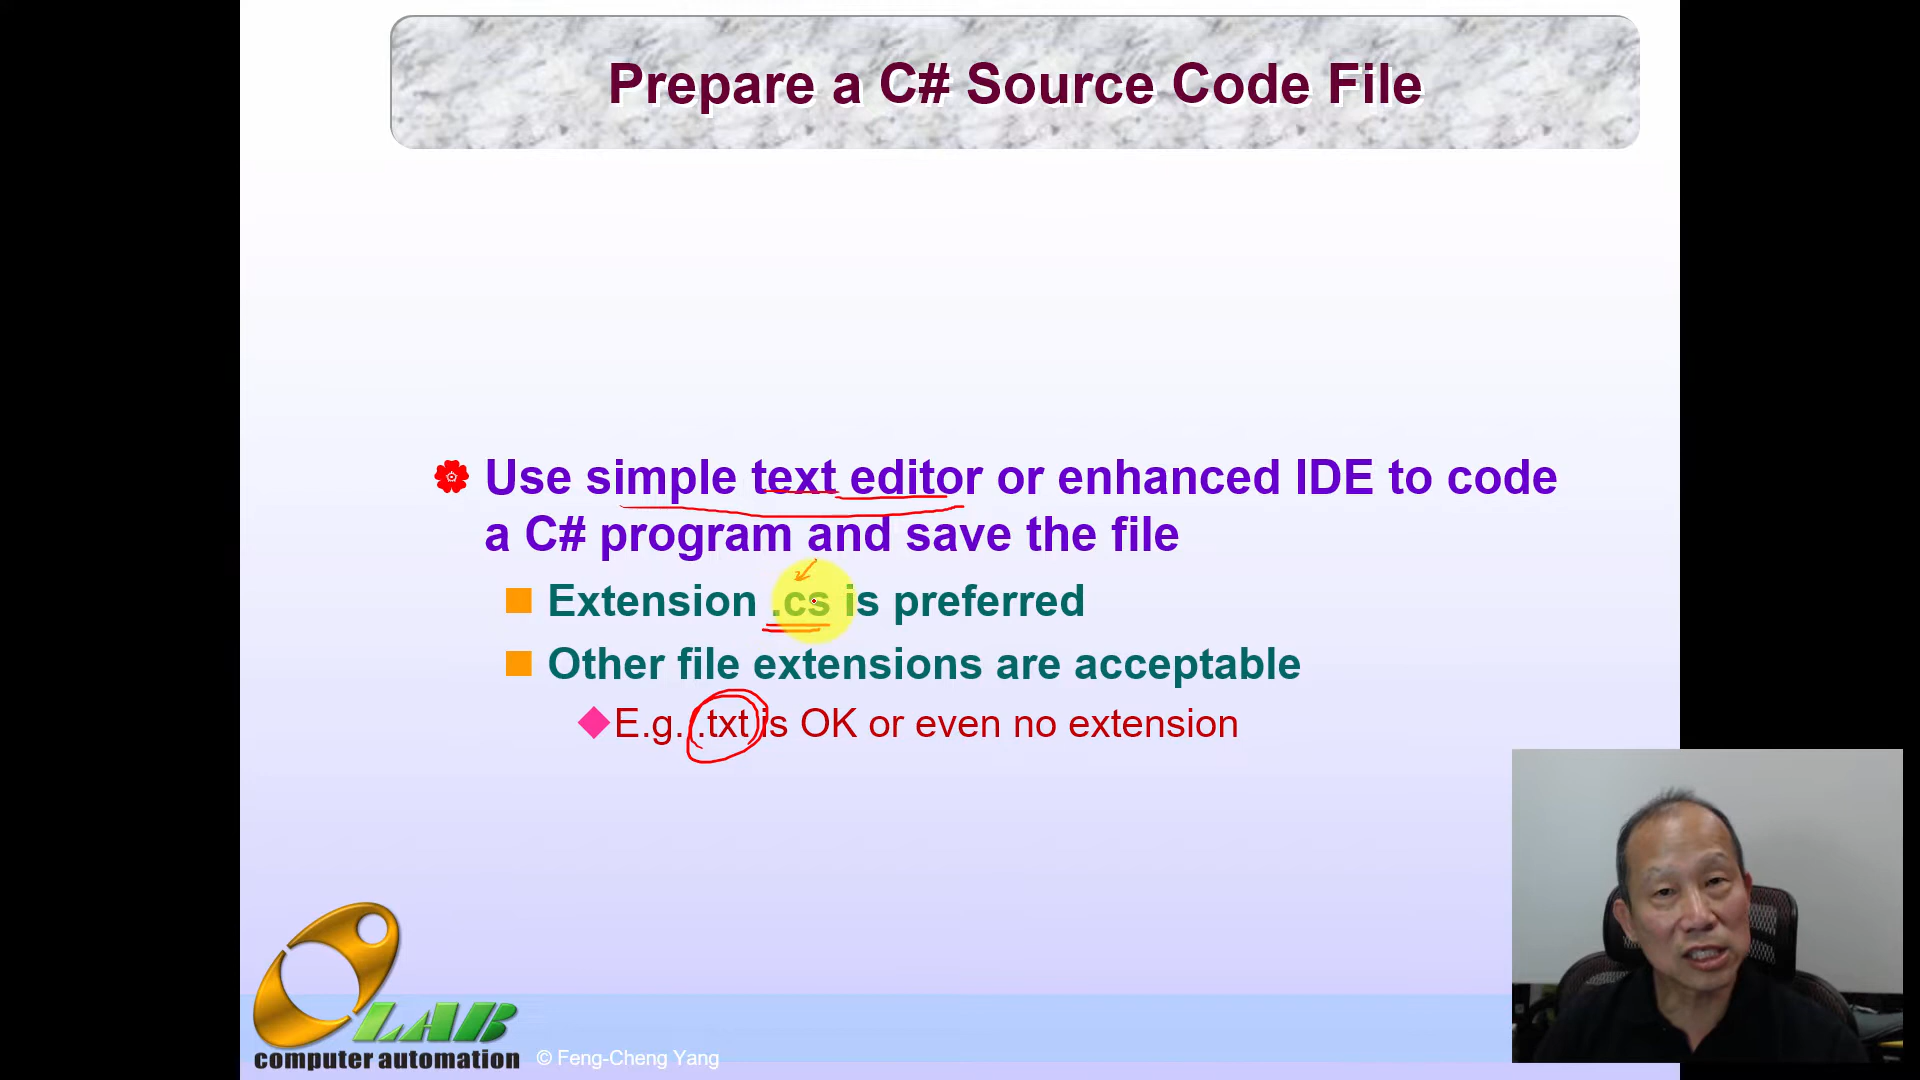 Prepare a C# Source Code File
Use simple text editor or enhanced IDE to code
a C# program and save the file
Extension .cs is preferred
Other file extensions are acceptable
E.g. .txt is OK or even no extension
LAB
computer automation
© Feng-Cheng Yang